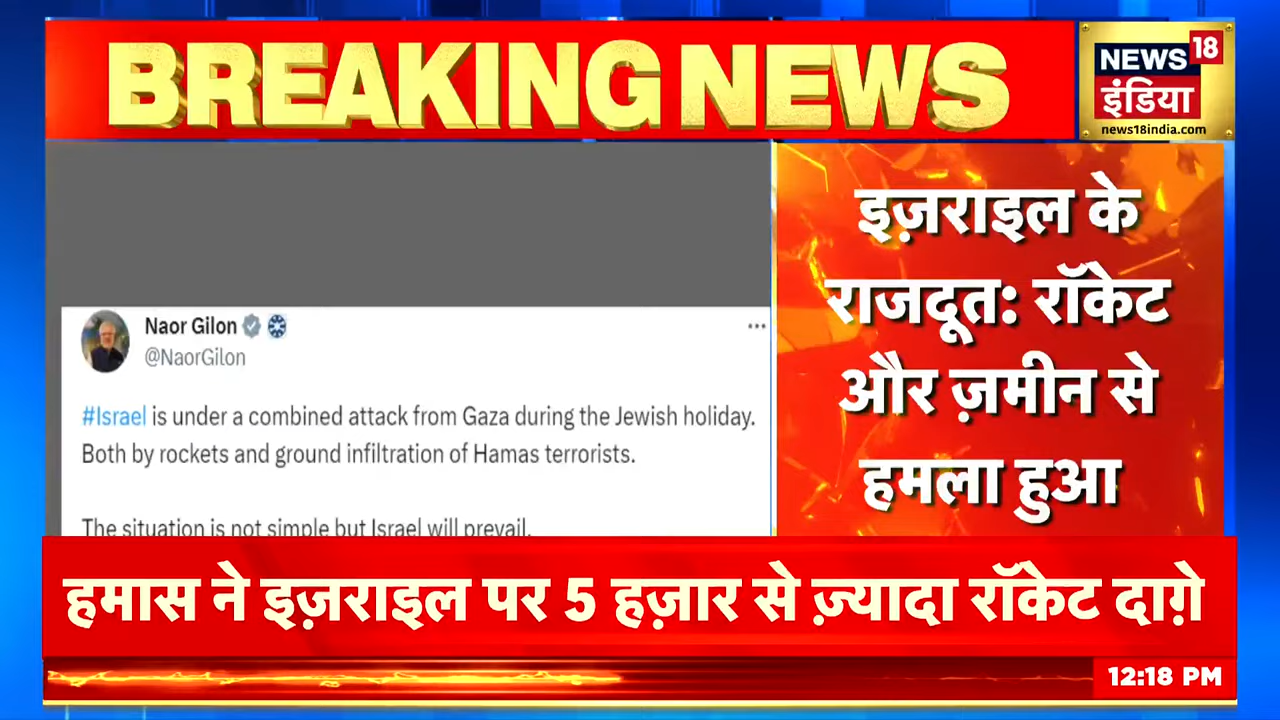 BREAKING NEWS
NEWS 18
इंडिया
news18india.com
Naor Gilon
@NaorGilon
#Israel is under a combined attack from Gaza during the Jewish holiday.
Both by rockets and ground infiltration of Hamas terrorists.
The situation is not simple but Israel will prevail.
इज़राइल के
राजदूत: रॉकेट
और ज़मीन से
हमला हुआ
हमास ने इज़राइल पर 5 हज़ार से ज़्यादा रॉकेट दाग़े
12:18 PM